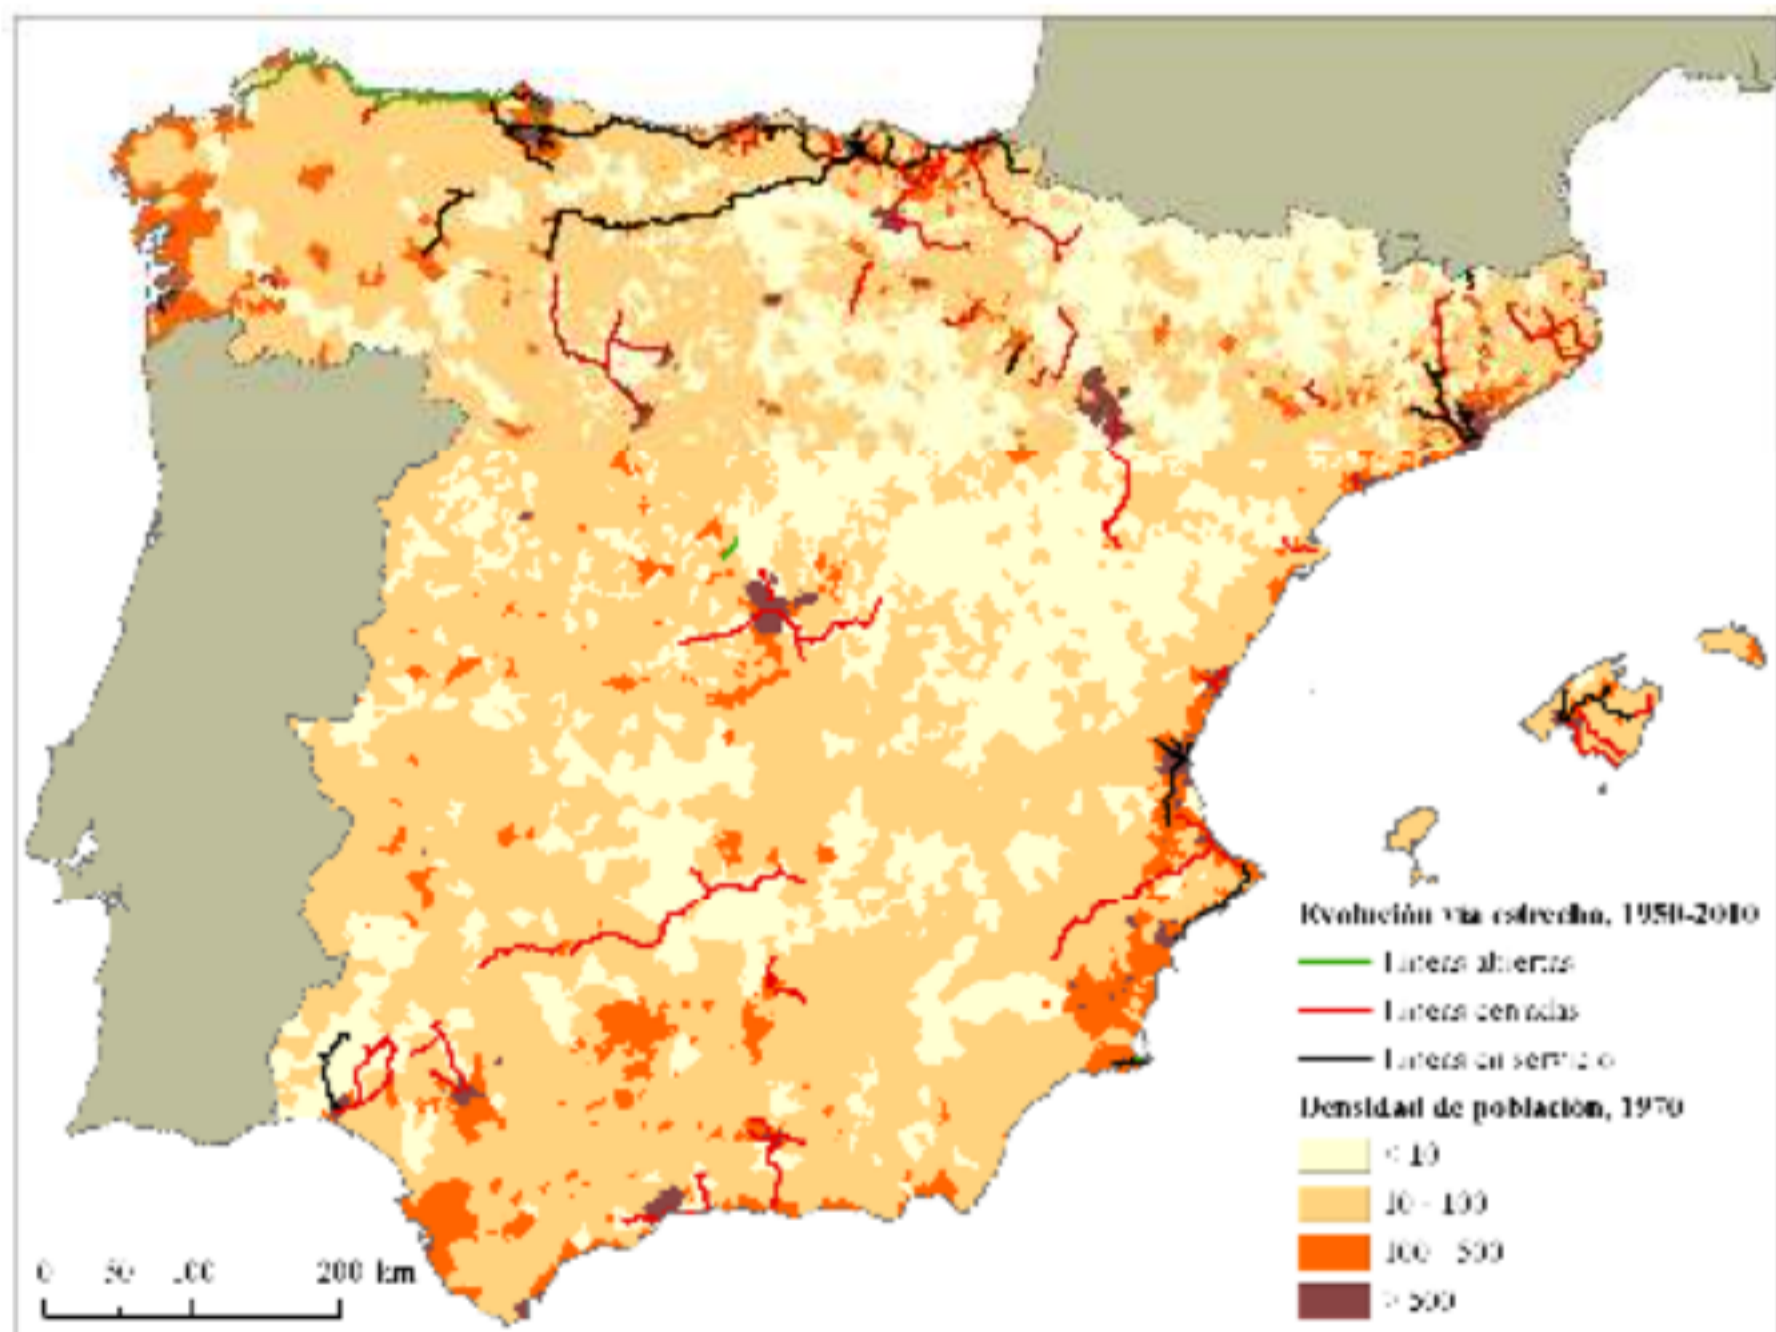 Evolución vía estrecha, 1950-2010
Líneas abiertas
Líneas cerradas
Líneas en servicio
Densidad de población, 1970
< 10
10 - 100
100 - 500
> 500
0 50 100 200 km